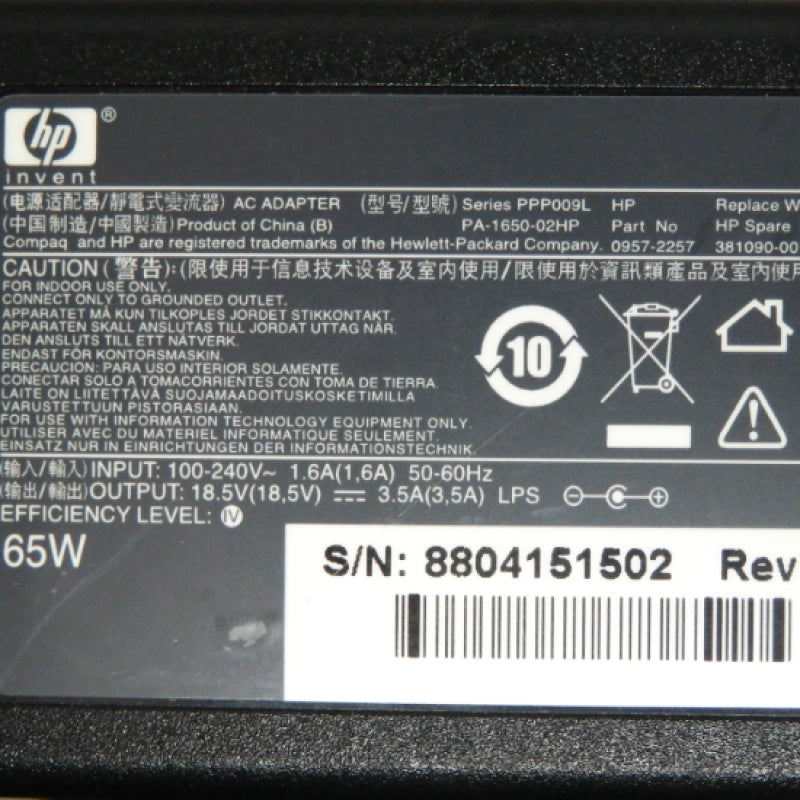 hp ®
invent
(电源适配器/靜電式變流器) AC ADAPTER (型号/型號) Series PPP009L HP Replace W
(中国制造/中國製造) Product of China (B) PA-1650-02HP Part No HP Spare
Compaq and HP are registered trademarks of the Hewlett-Packard Company. 0957-2257 381090-00
CAUTION (警告):(限使用于信息技术设备及室内使用/限使用於資訊類產品及室內使用
FOR INDOOR USE ONLY.
CONNECT ONLY TO GROUNDED OUTLET.
APPARATET MÅ KUN TILKOPLES JORDET STIKKONTAKT.
APPARATEN SKALL ANSLUTAS TILL JORDAT UTTAG NÄR.
DEN ANSLUTS TILL ETT NÄTVERK.
ENDAST FÖR KONTORSMASKIN.
PRECAUCION: PARA USO INTERIOR SOLAMENTE.
CONECTAR SOLO A TOMACORRIENTES CON TOMA DE TIERRA.
LAITE ON LIITETTÄVÄ SUOJAMAADOITUSKOSKETIMILLA
VARUSTETTUUN PISTORASIAAN.
FOR USE WITH INFORMATION TECHNOLOGY EQUIPMENT ONLY.
UTILISER AVEC DU MATERIEL INFORMATIQUE SEULEMENT.
EINSATZ NUR IN EINRICHTUNGEN DER INFORMATIONSTECHNIK.
10
(输入/輸入)INPUT: 100-240V~ 1.6A(1,6A) 50-60Hz
(输出/輸出)OUTPUT: 18.5V(18,5V) ⎓ 3.5A(3,5A) LPS
EFFICIENCY LEVEL: IV
65W
S/N: 8804151502 Rev